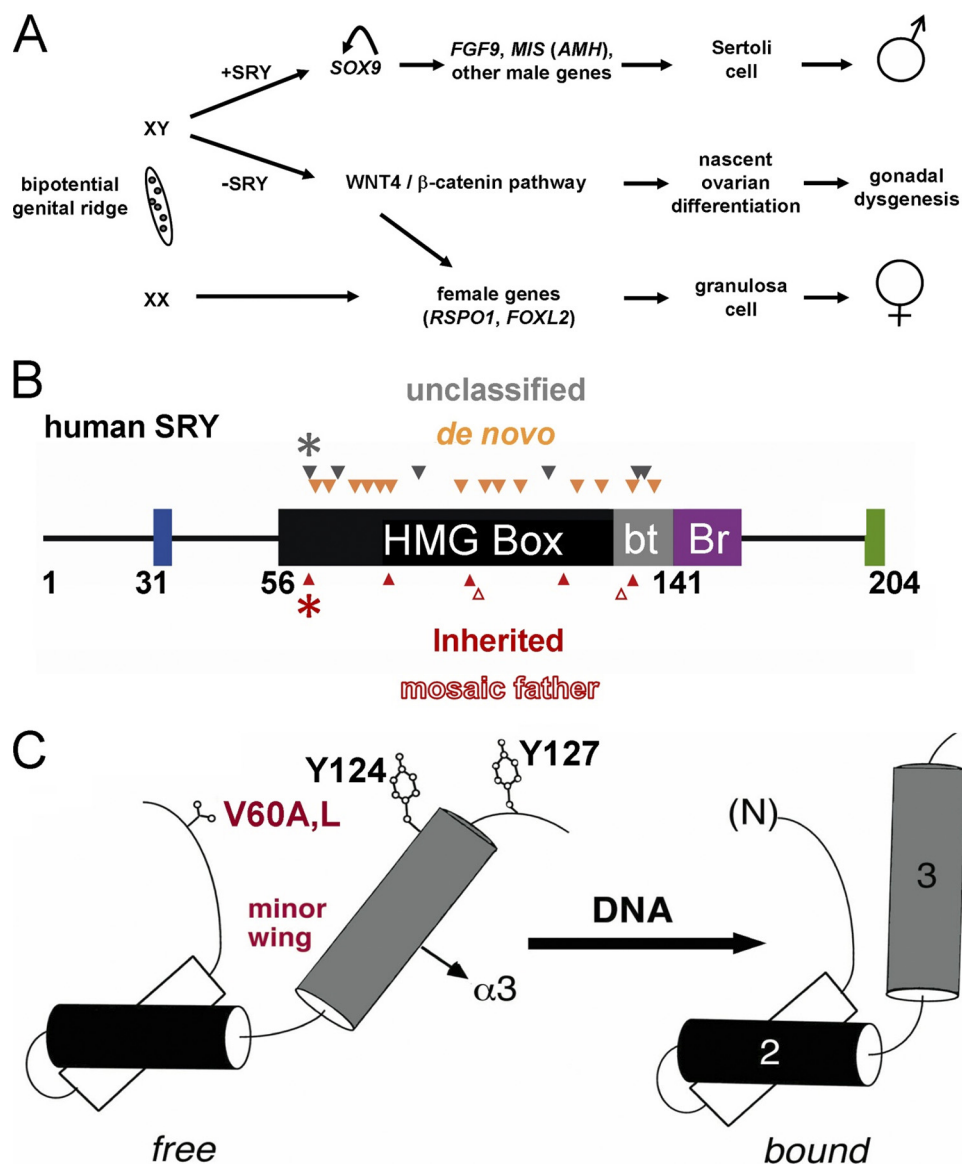 A
+SRY
SOX9
FGF9, MIS (AMH),
other male genes
Sertoli
cell
XY
bipotential
genital ridge
-SRY
WNT4 / β-catenin pathway
nascent
ovarian
differentiation
gonadal
dysgenesis
XX
female genes
(RSPO1, FOXL2)
granulosa
cell
B
unclassified
de novo
human SRY
*
HMG Box
bt
Br
1
31
56
141
204
*
Inherited
mosaic father
C
Y124
Y127
V60A,L
minor
wing
α3
DNA
(N)
3
2
free
bound